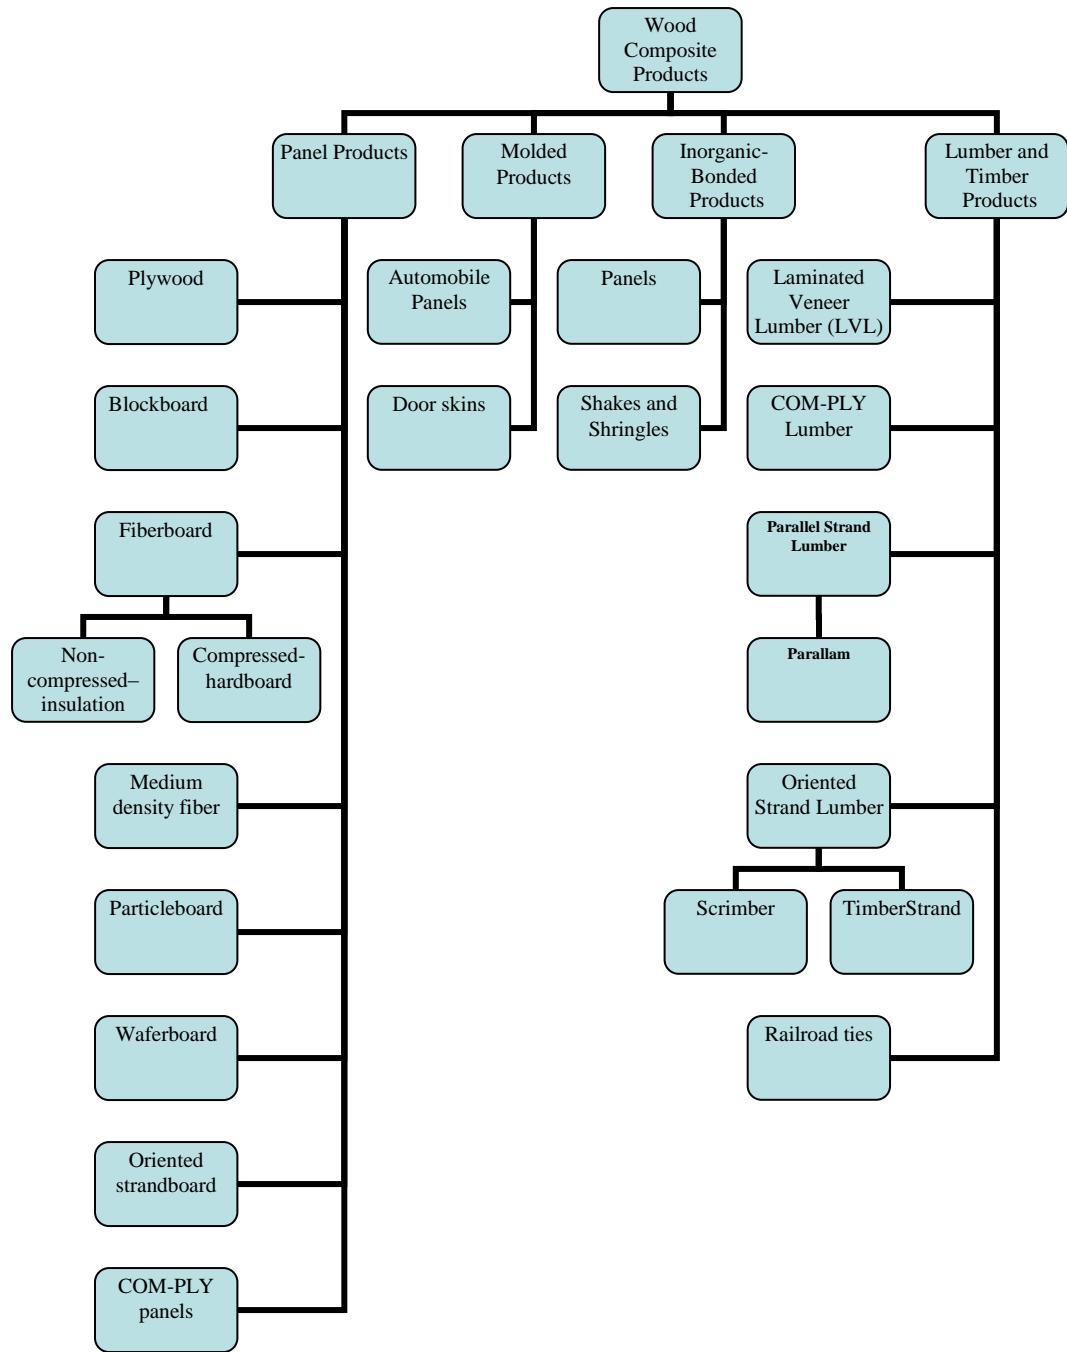 Wood
Composite
Products
Panel Products
Molded
Products
Inorganic-
Bonded
Products
Lumber and
Timber
Products
Plywood
Automobile
Panels
Panels
Laminated
Veneer
Lumber (LVL)
Blockboard
Door skins
Shakes and
Shringles
COM-PLY
Lumber
Fiberboard
Parallel Strand
Lumber
Non-
compressed–
insulation
Compressed-
hardboard
Parallam
Medium
density fiber
Oriented
Strand Lumber
Particleboard
Scrimber
TimberStrand
Waferboard
Railroad ties
Oriented
strandboard
COM-PLY
panels